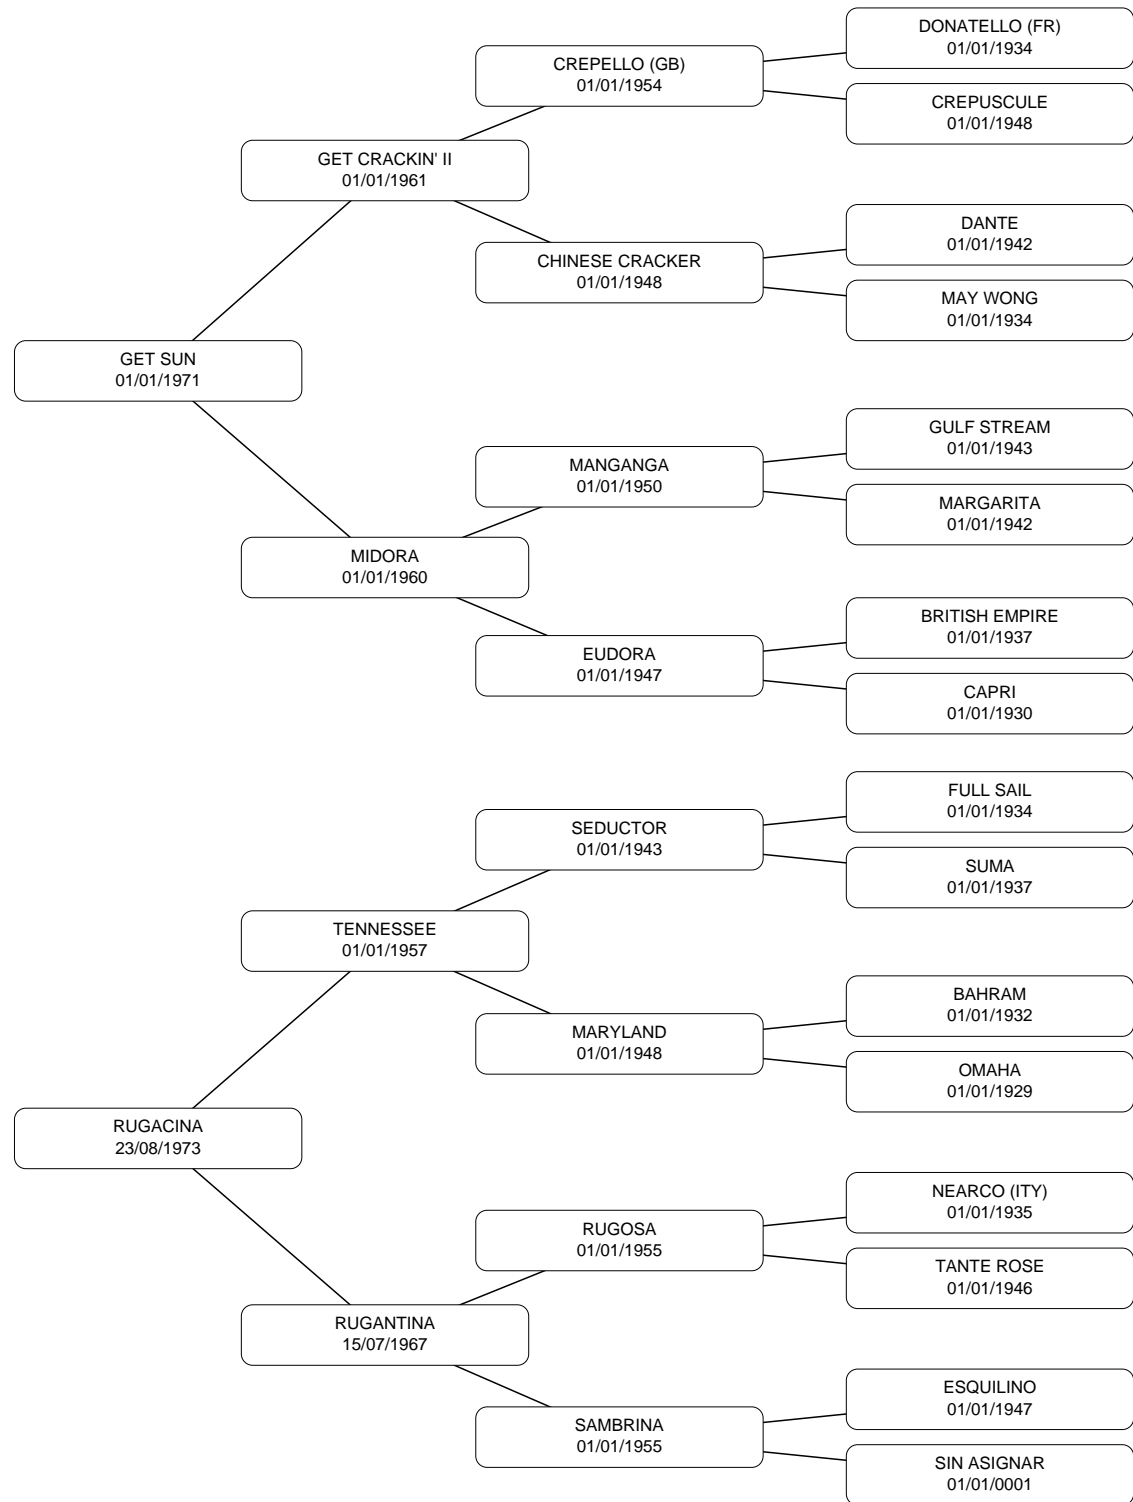 DONATELLO (FR)
01/01/1934
CREPELLO (GB)
01/01/1954
CREPUSCULE
01/01/1948
GET CRACKIN' II
01/01/1961
DANTE
01/01/1942
CHINESE CRACKER
01/01/1948
MAY WONG
01/01/1934
GET SUN
01/01/1971
GULF STREAM
01/01/1943
MANGANGA
01/01/1950
MARGARITA
01/01/1942
MIDORA
01/01/1960
BRITISH EMPIRE
01/01/1937
EUDORA
01/01/1947
CAPRI
01/01/1930
FULL SAIL
01/01/1934
SEDUCTOR
01/01/1943
SUMA
01/01/1937
TENNESSEE
01/01/1957
BAHRAM
01/01/1932
MARYLAND
01/01/1948
OMAHA
01/01/1929
RUGACINA
23/08/1973
NEARCO (ITY)
01/01/1935
RUGOSA
01/01/1955
TANTE ROSE
01/01/1946
RUGANTINA
15/07/1967
ESQUILINO
01/01/1947
SAMBRINA
01/01/1955
SIN ASIGNAR
01/01/0001